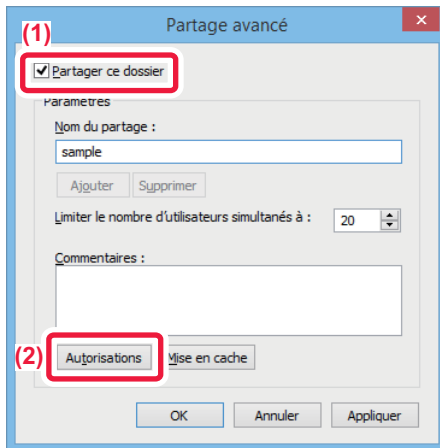 Partage avancé
(1)
Partager ce dossier
Paramètres
Nom du partage :
sample
Ajouter Supprimer
Limiter le nombre d'utilisateurs simultanés à : 20
Commentaires :
(2) Autorisations Mise en cache
OK Annuler Appliquer